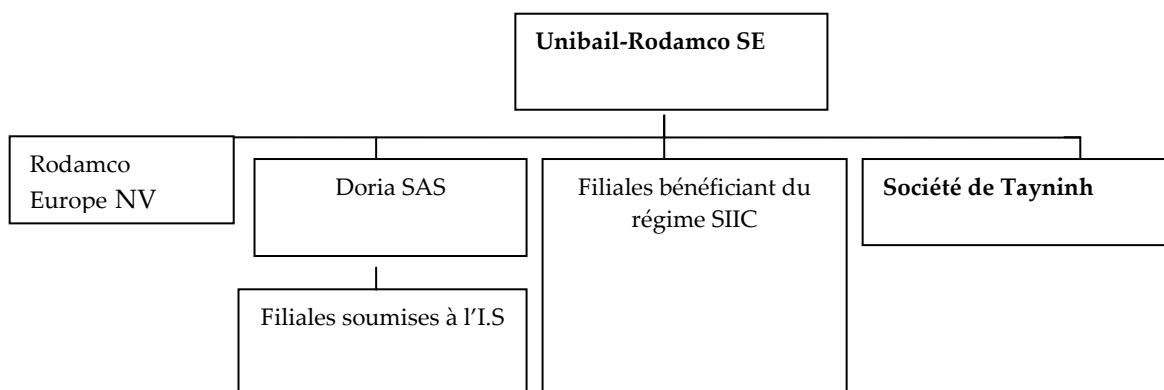 Unibail-Rodamco SE
Rodamco
Europe NV
Doria SAS
Filiales bénéficiant du
régime SIIC
Société de Tayninh
Filiales soumises à l’I.S